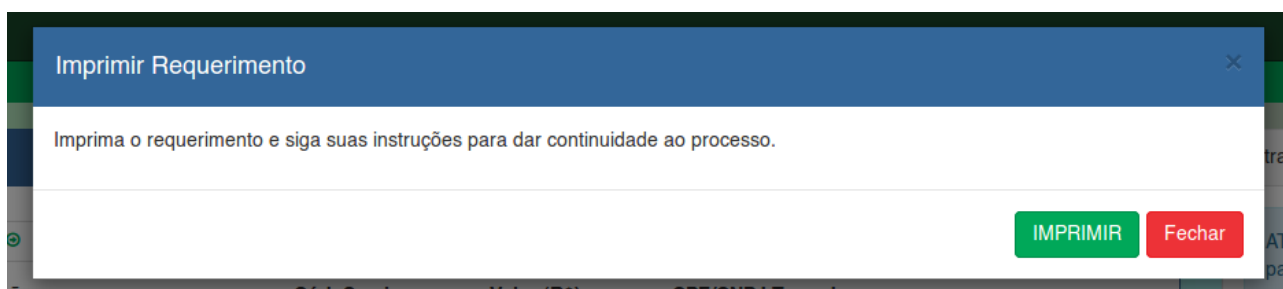 Imprimir Requerimento
×
Imprima o requerimento e siga suas instruções para dar continuidade ao processo.
IMPRIMIR
Fechar